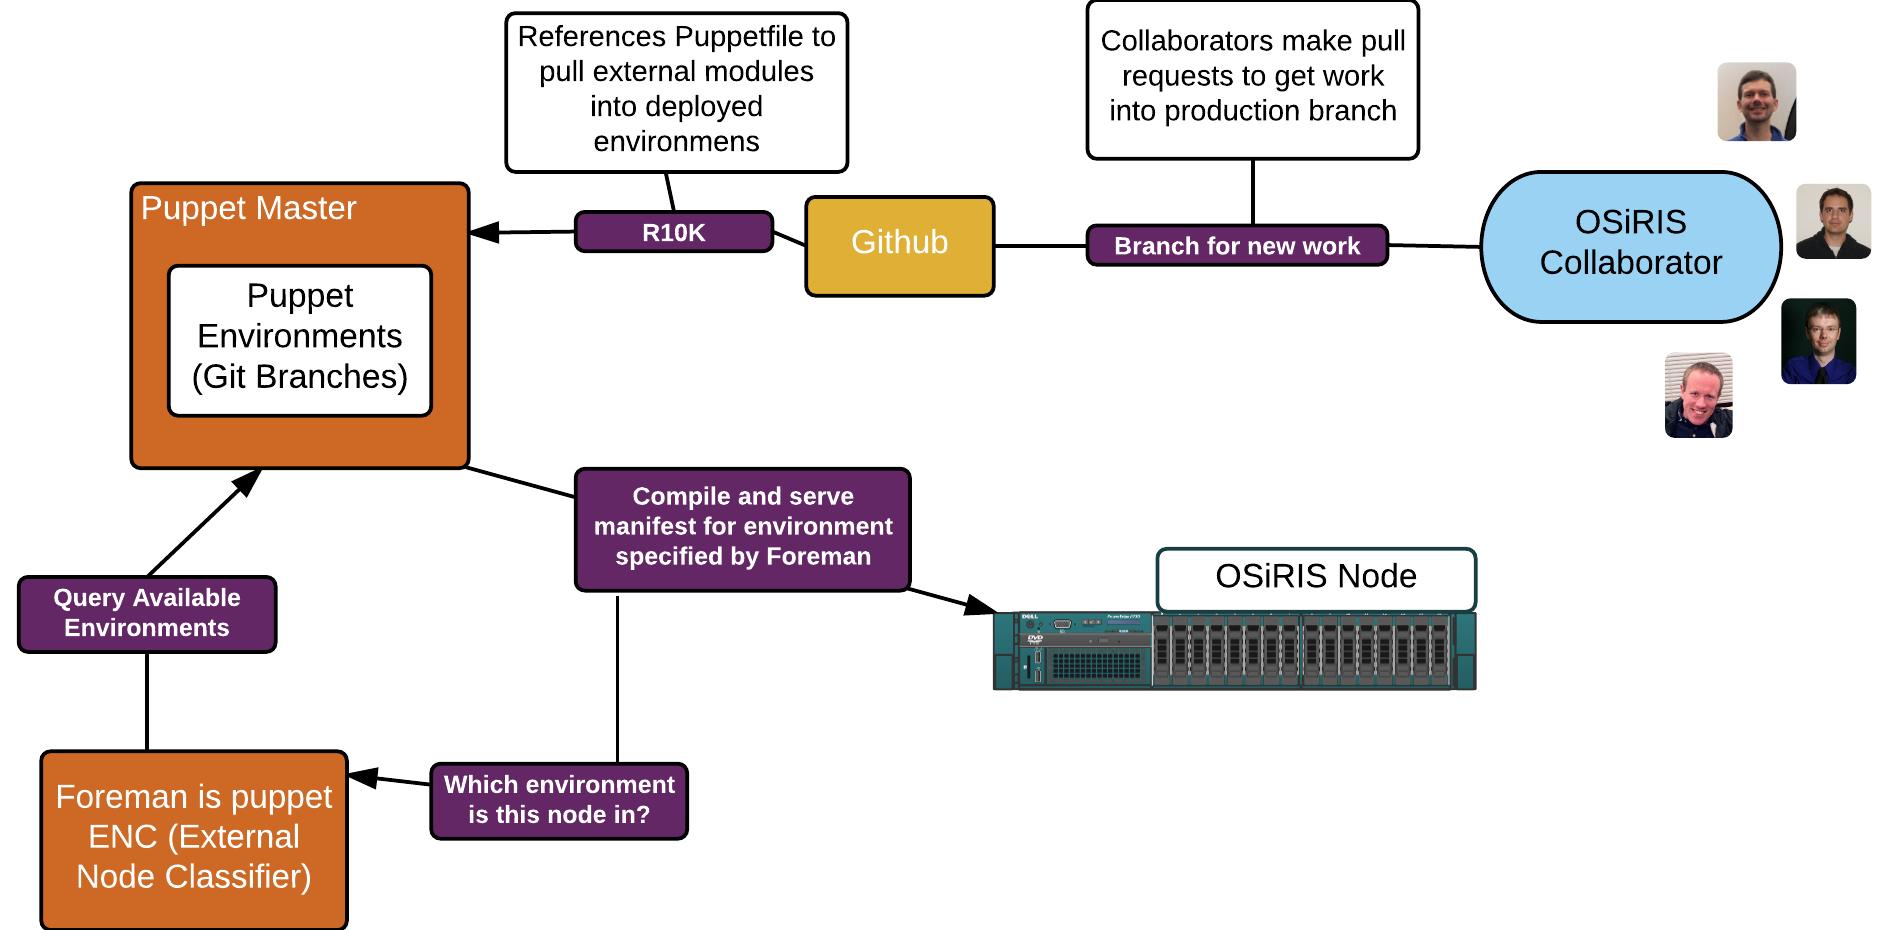 References Puppetfile to
pull external modules
into deployed
environmens
Collaborators make pull
requests to get work
into production branch
Puppet Master
R10K
Github
Branch for new work
OSiRIS
Collaborator
Puppet
Environments
(Git Branches)
Compile and serve
manifest for environment
specified by Foreman
OSiRIS Node
DELL
DVD
Query Available
Environments
Which environment
is this node in?
Foreman is puppet
ENC (External
Node Classifier)